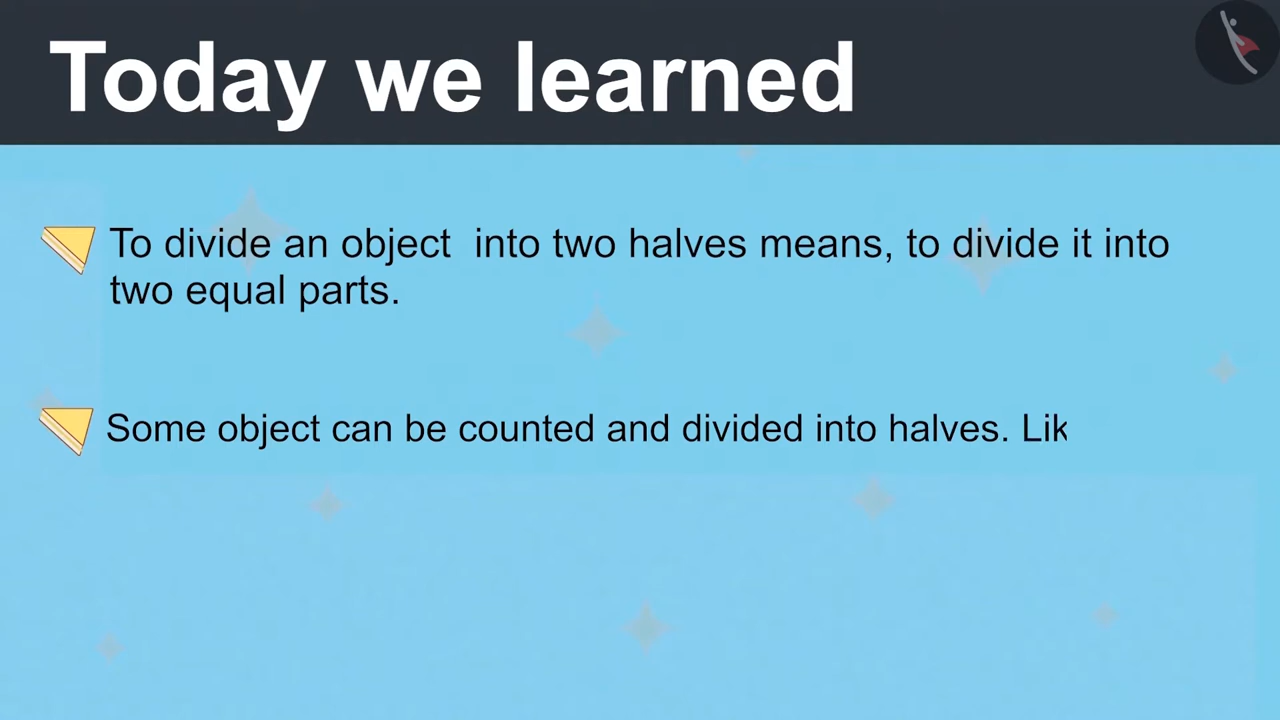 Today we learned
To divide an object into two halves means, to divide it into
two equal parts.
Some object can be counted and divided into halves. Lik